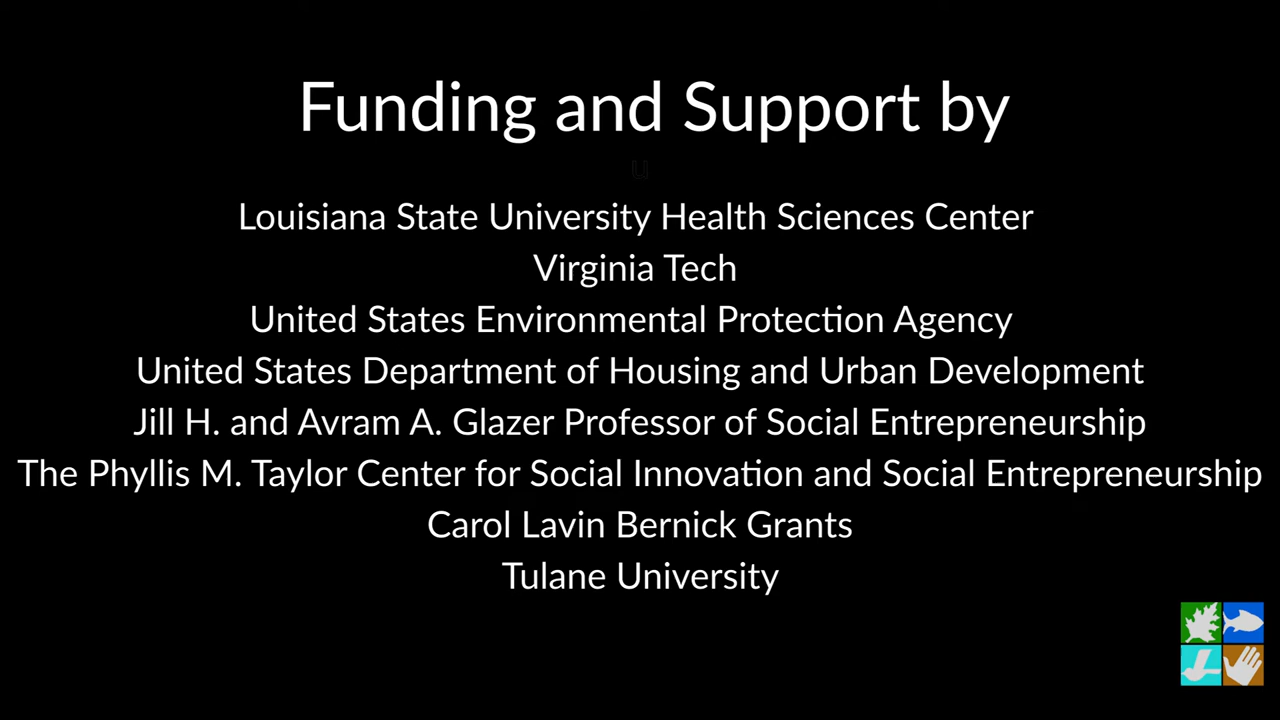 Funding and Support by
u
Louisiana State University Health Sciences Center
Virginia Tech
United States Environmental Protection Agency
United States Department of Housing and Urban Development
Jill H. and Avram A. Glazer Professor of Social Entrepreneurship
The Phyllis M. Taylor Center for Social Innovation and Social Entrepreneurship
Carol Lavin Bernick Grants
Tulane University